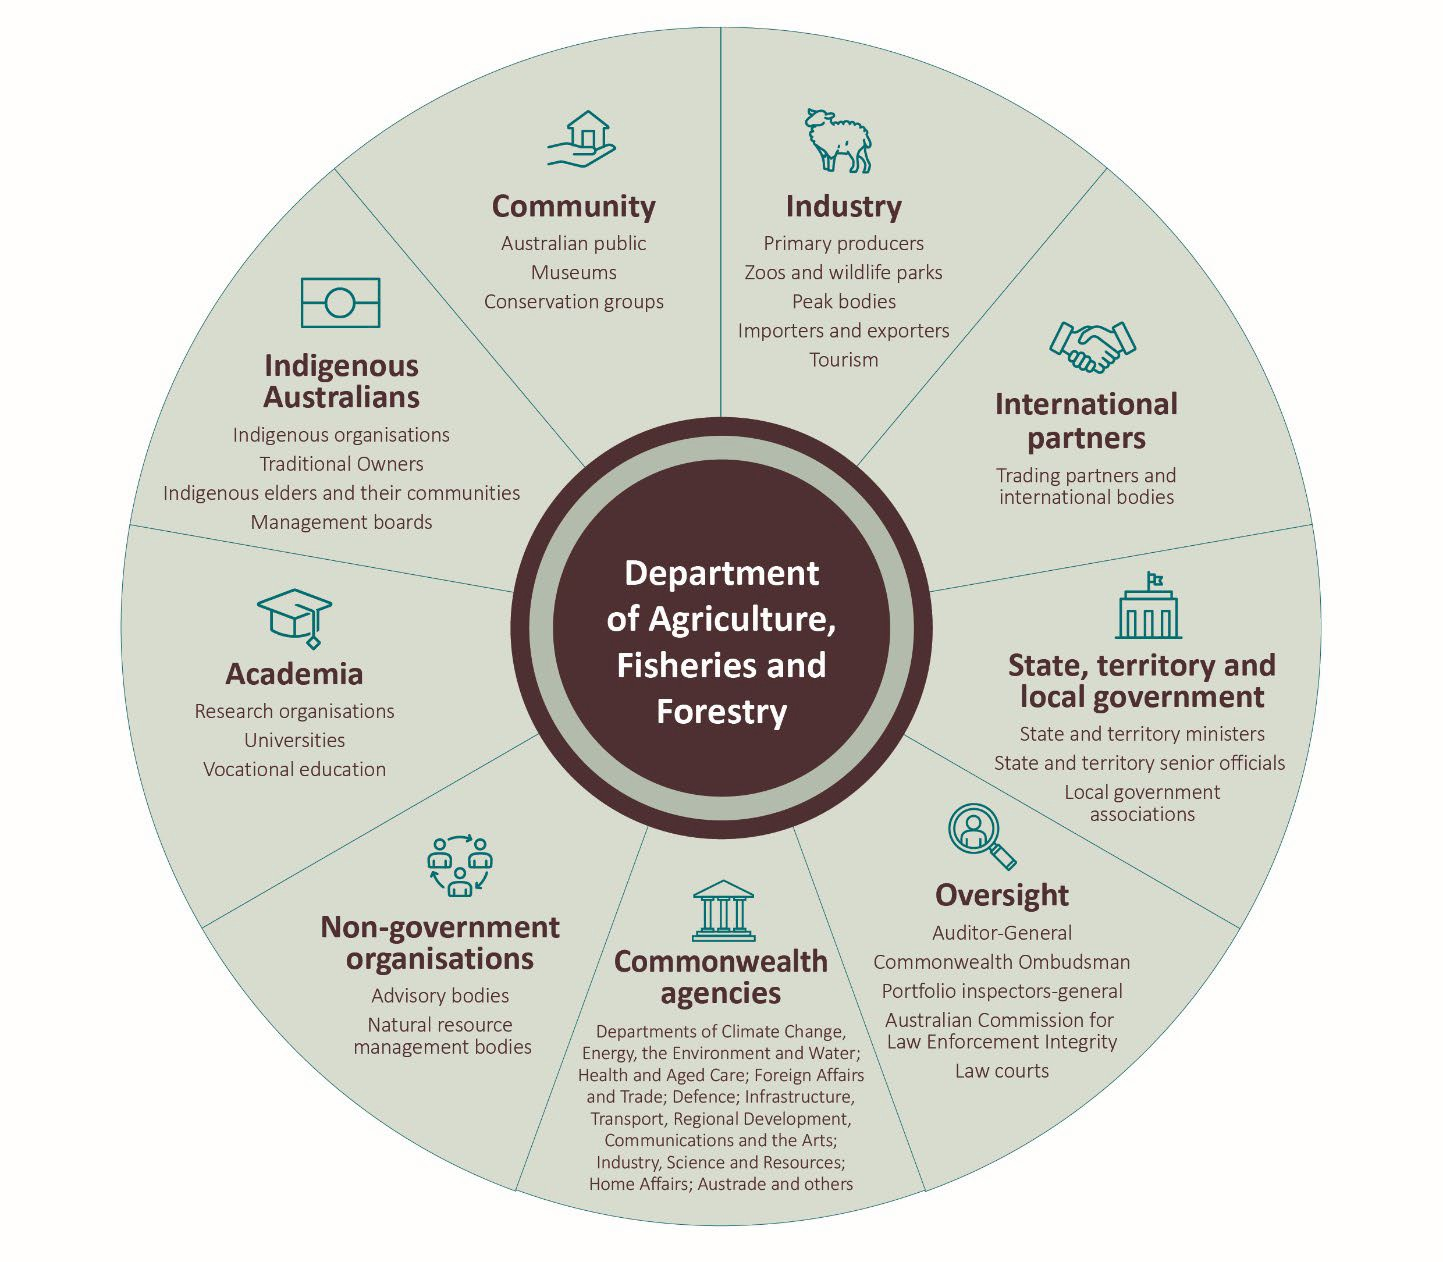 Community
Australian public
Museums
Conservation groups
Industry
Primary producers
Zoos and wildlife parks
Peak bodies
Importers and exporters
Tourism
International
partners
Trading partners and
international bodies
State, territory and
local government
State and territory ministers
State and territory senior officials
Local government
associations
Oversight
Auditor-General
Commonwealth Ombudsman
Portfolio inspectors-general
Australian Commission for
Law Enforcement Integrity
Law courts
Commonwealth
agencies
Departments of Climate Change,
Energy, the Environment and Water;
Health and Aged Care; Foreign Affairs
and Trade; Defence; Infrastructure,
Transport, Regional Development,
Communications and the Arts;
Industry, Science and Resources;
Home Affairs; Austrade and others
Non-government
organisations
Advisory bodies
Natural resource
management bodies
Academia
Research organisations
Universities
Vocational education
Indigenous
Australians
Indigenous organisations
Traditional Owners
Indigenous elders and their communities
Management boards
Department
of Agriculture,
Fisheries and
Forestry